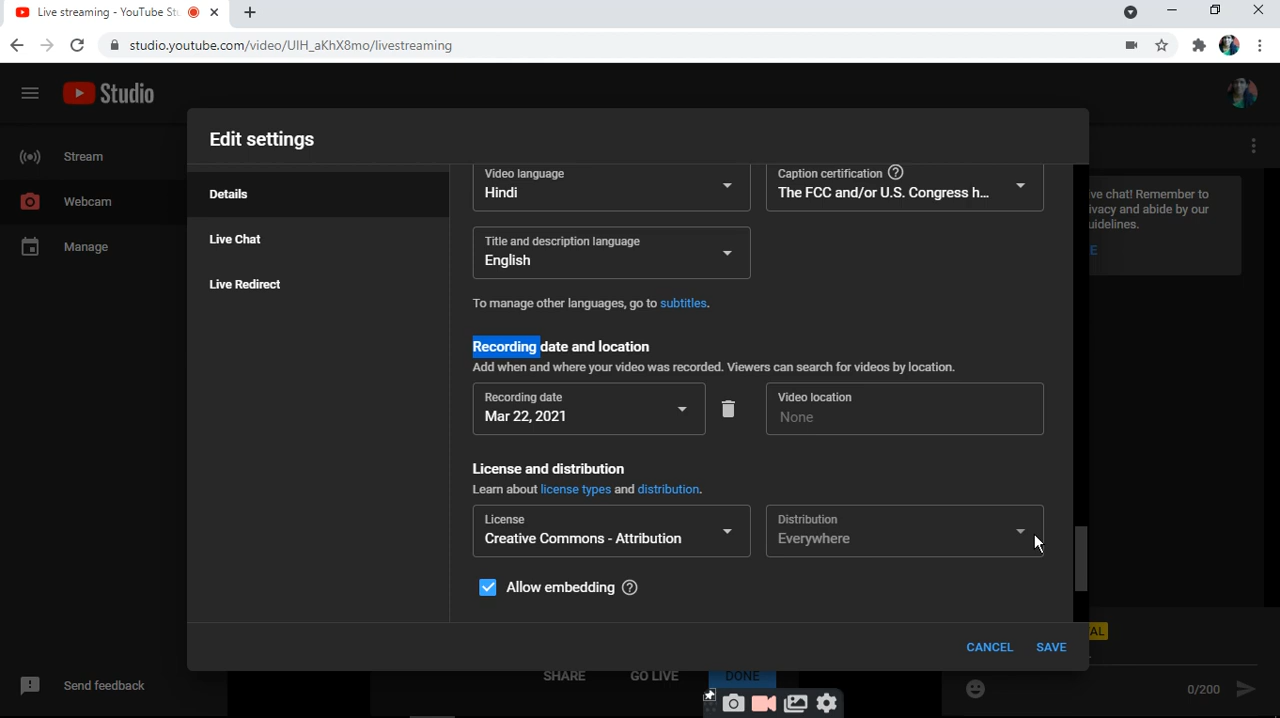 Live streaming - YouTube St
studio.youtube.com/video/UIH_aKhX8mo/livestreaming
Studio
Stream
Webcam
Manage
Send feedback
Edit settings
Details
Live Chat
Live Redirect
Video language
Hindi
Caption certification
The FCC and/or U.S. Congress h...
Title and description language
English
To manage other languages, go to subtitles.
Recording date and location
Add when and where your video was recorded. Viewers can search for videos by location.
Recording date
Mar 22, 2021
Video location
None
License and distribution
Learn about license types and distribution.
License
Creative Commons - Attribution
Distribution
Everywhere
Allow embedding
CANCEL
SAVE
ve chat! Remember to
ivacy and abide by our
uidelines.
E
AL
SHARE
GO LIVE
DONE
0/200